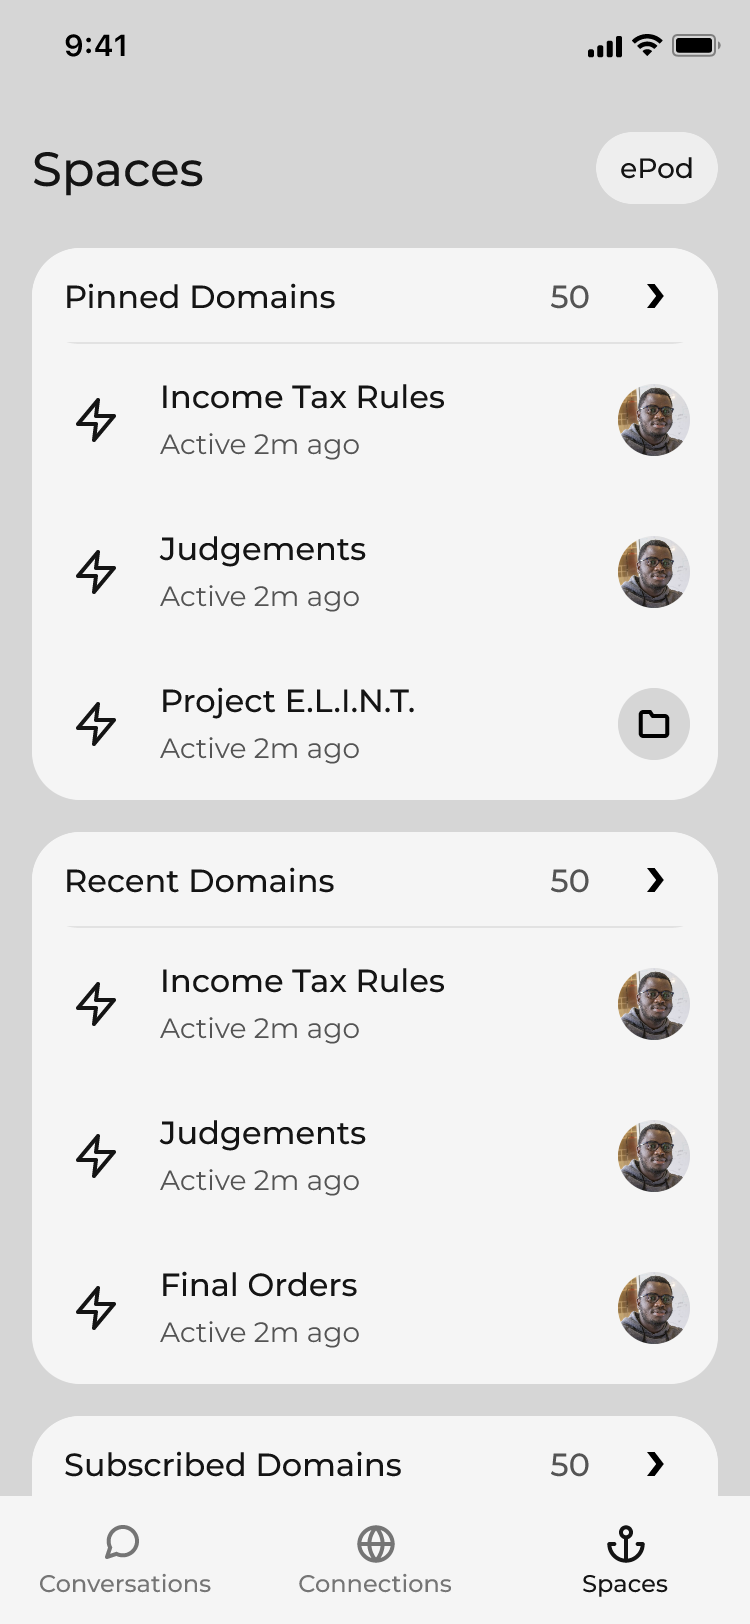 9:41
Spaces
ePod
Pinned Domains 50
Income Tax Rules
Active 2m ago
Judgements
Active 2m ago
Project E.L.I.N.T.
Active 2m ago
Recent Domains 50
Income Tax Rules
Active 2m ago
Judgements
Active 2m ago
Final Orders
Active 2m ago
Subscribed Domains 50
Conversations Connections Spaces